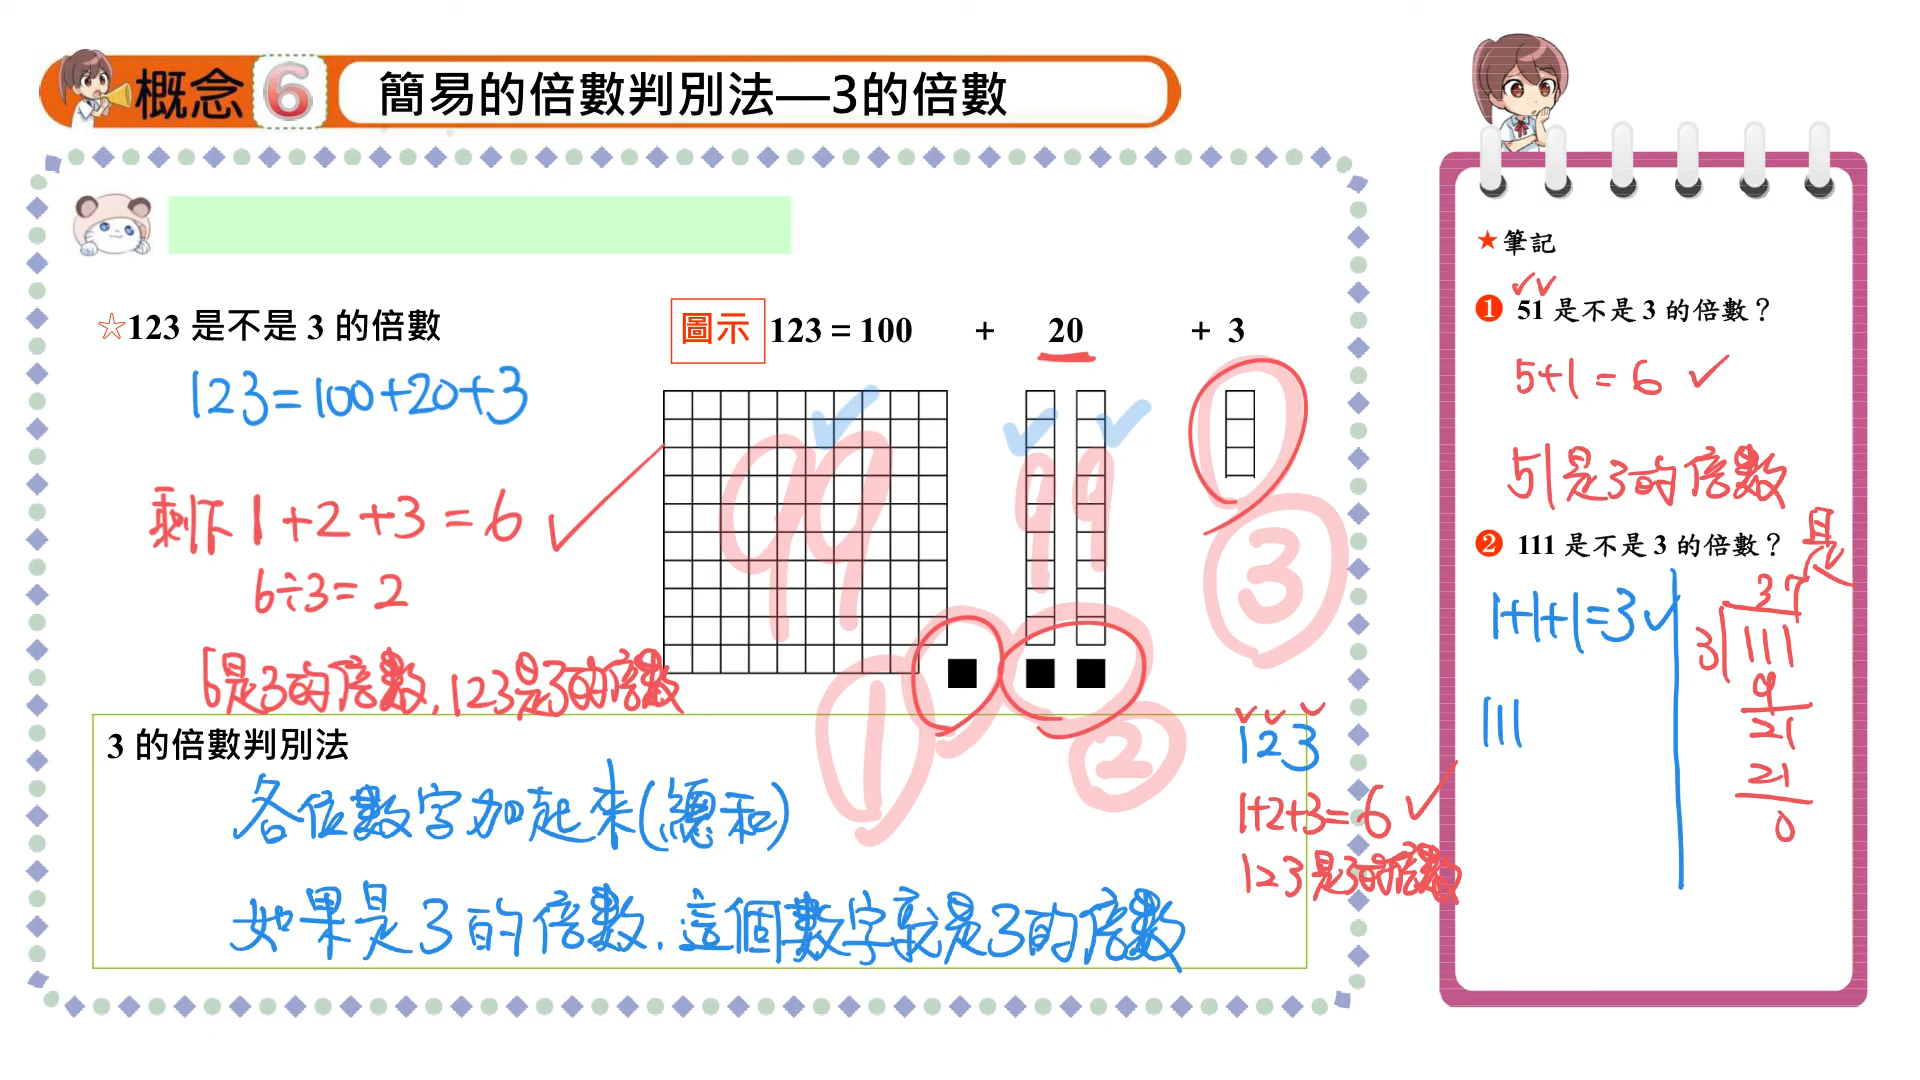 概念 6 簡易的倍數判別法—3的倍數
☆123 是不是 3 的倍數
123=100+20+3
剩下 1+2+3=6 ✓
6÷3=2
6是3的倍數,123是3的倍數
圖示 123 = 100 + 20 + 3
99 9 9
1 2 3
3 的倍數判別法
各位數字加起來(總和)
如果是3的倍數,這個數字就是3的倍數
123
1+2+3=6 ✓
123是3的倍數
★筆記
❶ 51 是不是 3 的倍數?
5+1=6 ✓
51是3的倍數
❷ 111 是不是 3 的倍數? 是
1+1+1=3 ✓
111
37
3 111
9
21
21
0